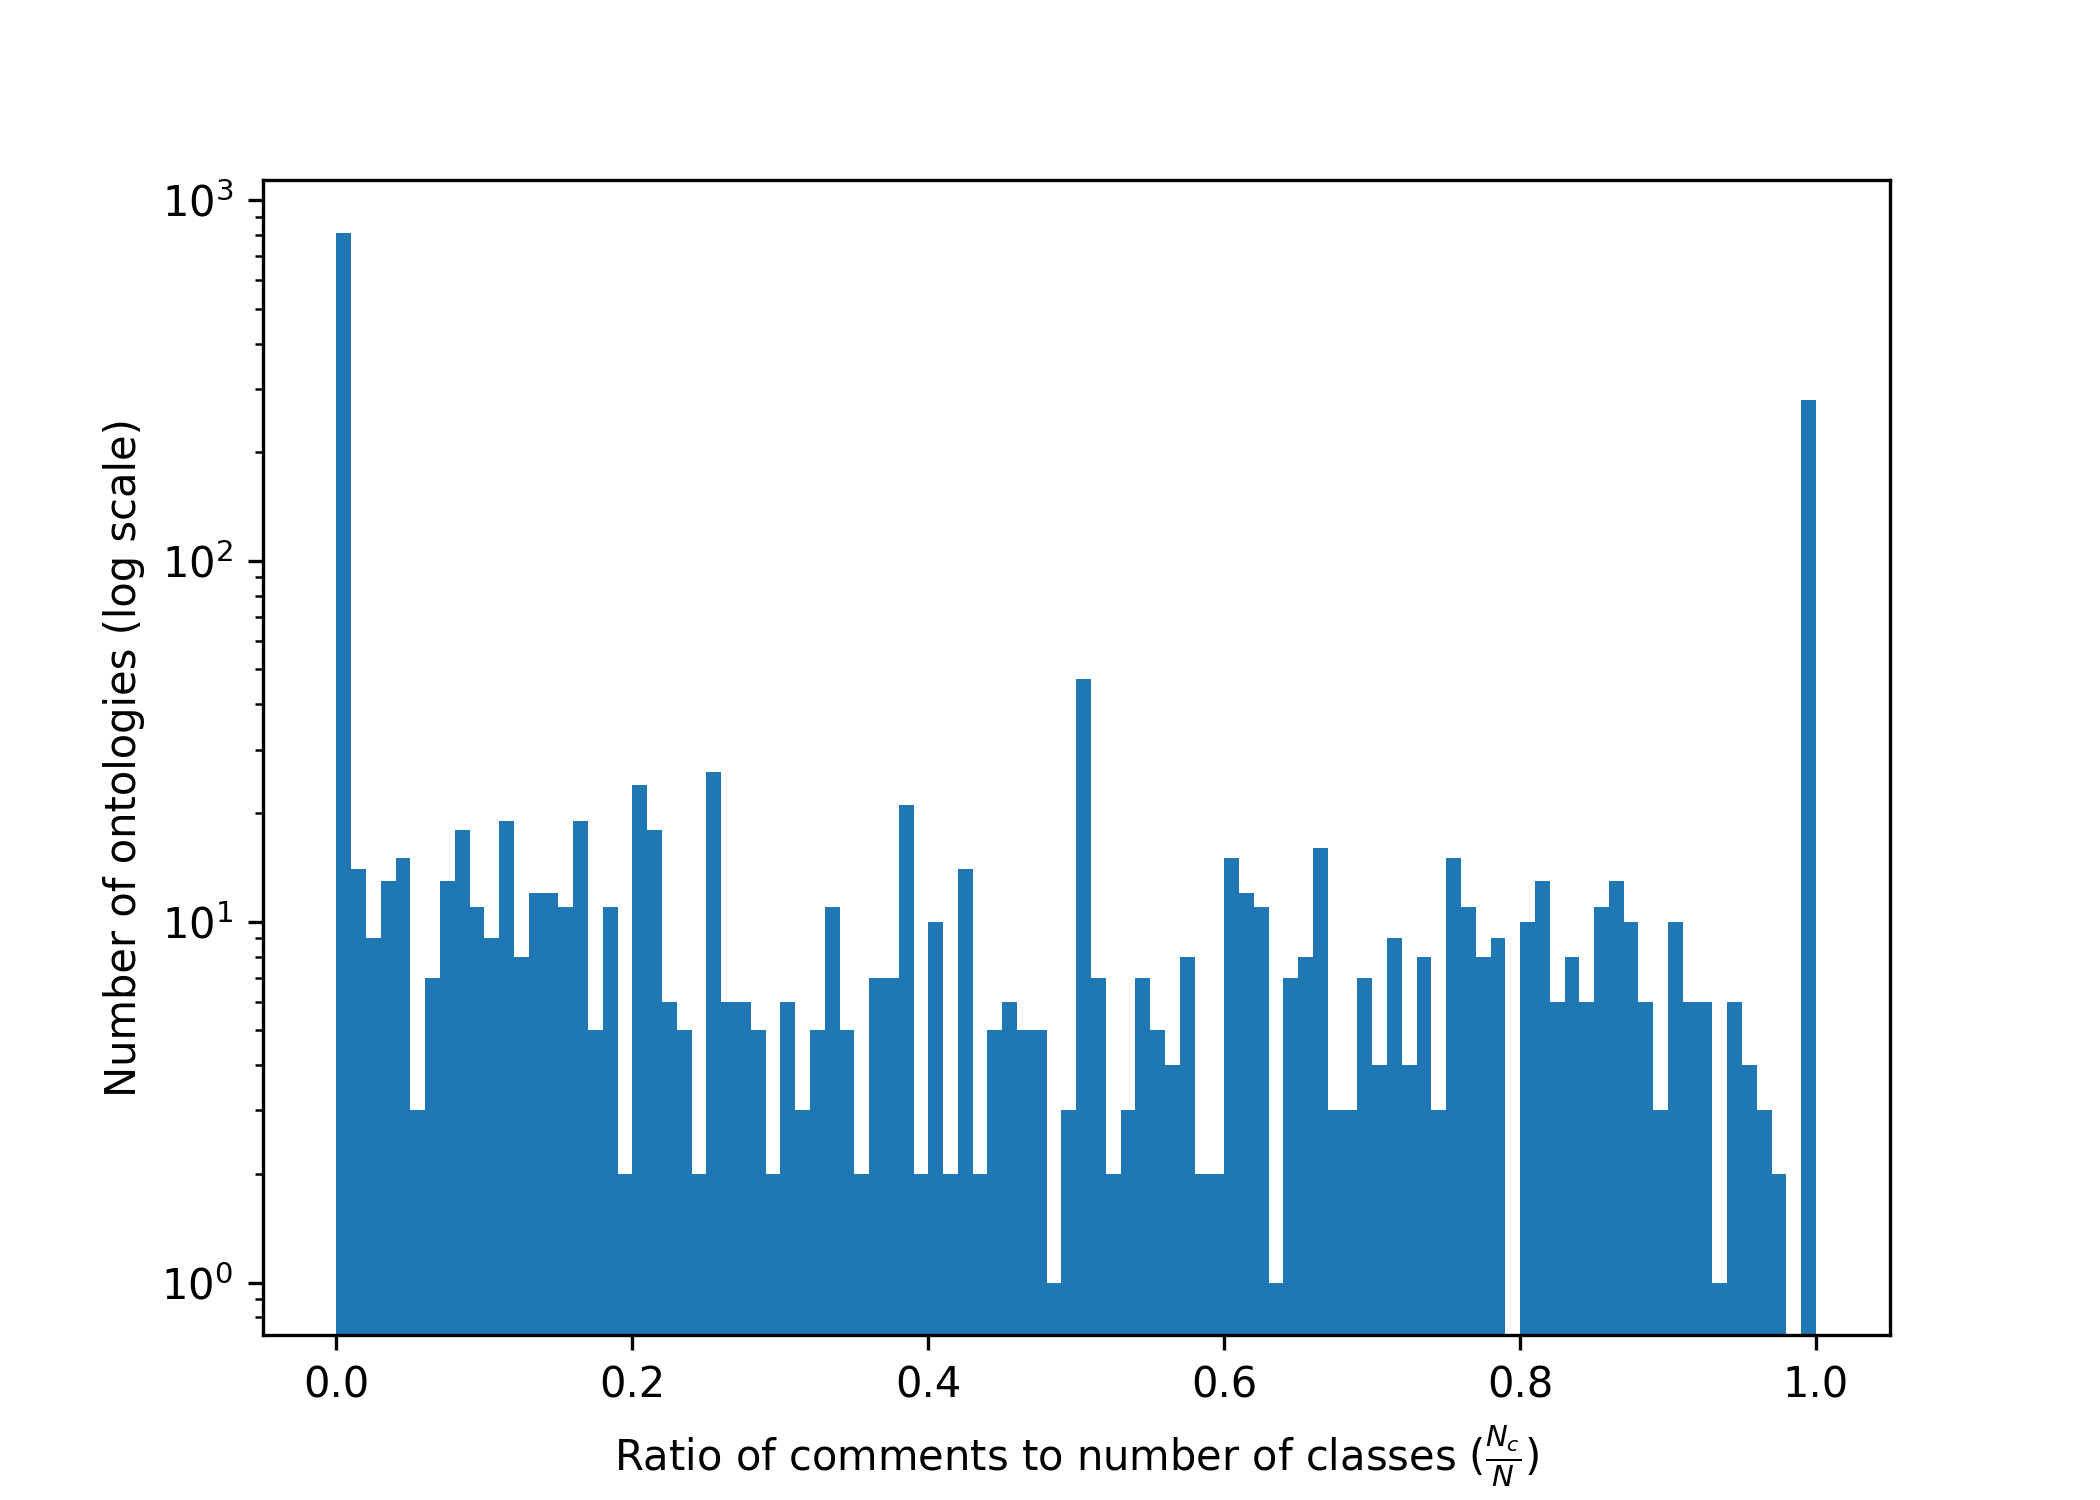 10³
10²
10¹
10⁰
Number of ontologies (log scale)
0.0 0.2 0.4 0.6 0.8 1.0
Ratio of comments to number of classes ($\frac{N_c}{N}$)